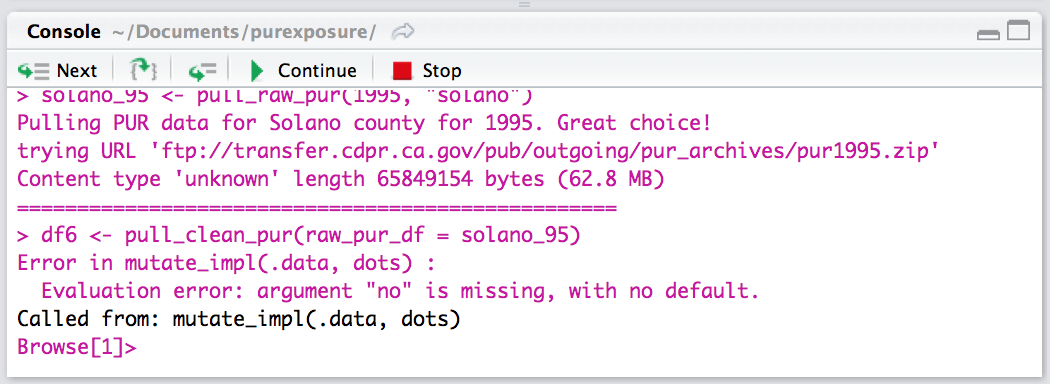 Console ~/Documents/purexposure/
Next Continue Stop
> solano_95 <- pull_raw_pur(1995, "solano")
Pulling PUR data for Solano county for 1995. Great choice!
trying URL 'ftp://transfer.cdpr.ca.gov/pub/outgoing/pur_archives/pur1995.zip'
Content type 'unknown' length 65849154 bytes (62.8 MB)
==================================================
> df6 <- pull_clean_pur(raw_pur_df = solano_95)
Error in mutate_impl(.data, dots) :
  Evaluation error: argument "no" is missing, with no default.
Called from: mutate_impl(.data, dots)
Browse[1]>